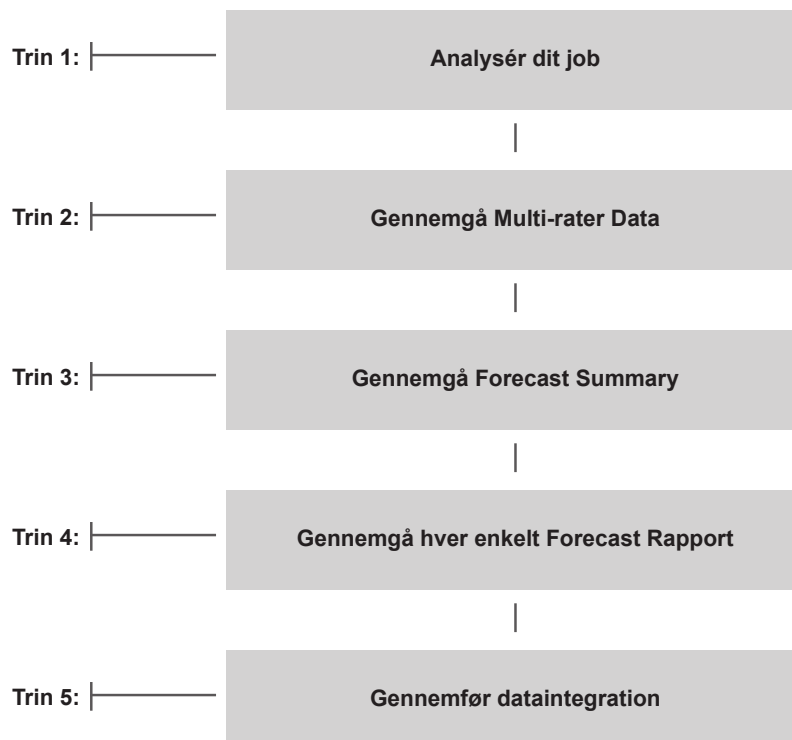 Trin 1: Analysér dit job
Trin 2: Gennemgå Multi-rater Data
Trin 3: Gennemgå Forecast Summary
Trin 4: Gennemgå hver enkelt Forecast Rapport
Trin 5: Gennemfør dataintegration